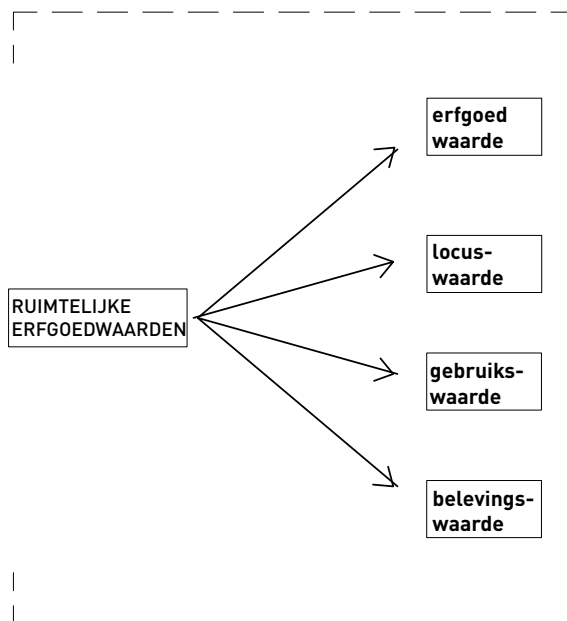 RUIMTELIJKE
ERFGOEDWAARDEN
erfgoed
waarde
locus-
waarde
gebruiks-
waarde
belevings-
waarde